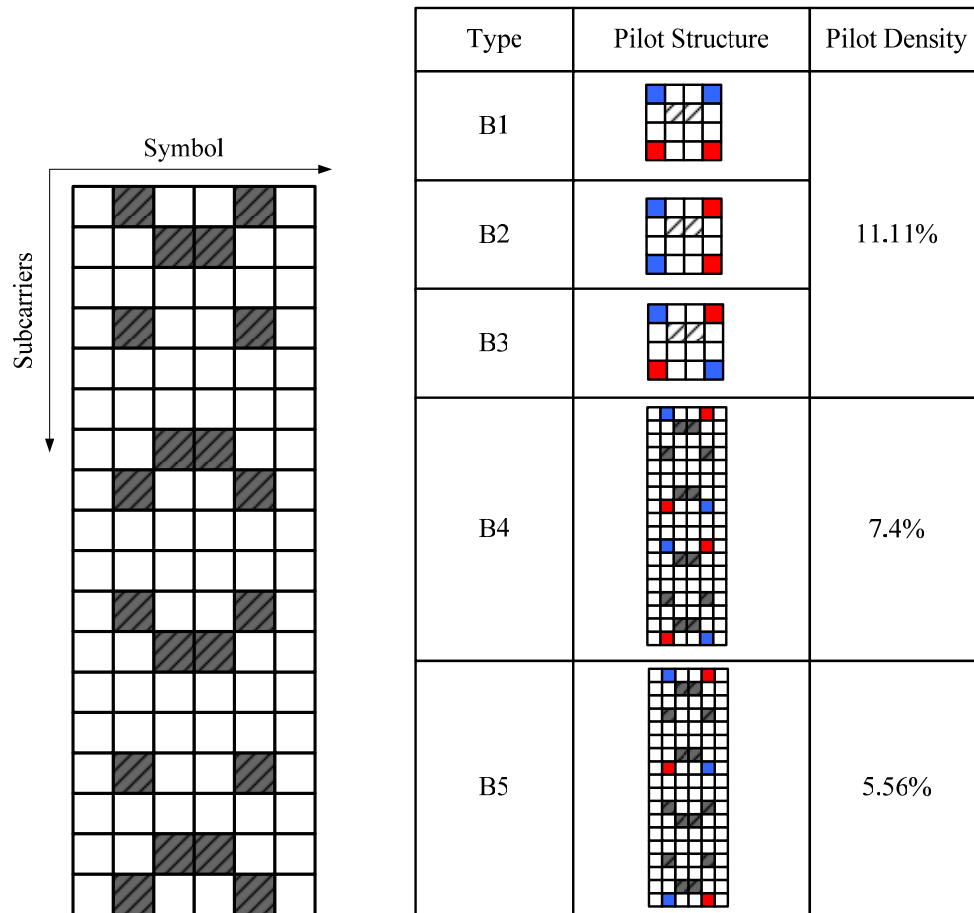 Symbol
Subcarriers
Type Pilot Structure Pilot Density
B1
B2 11.11%
B3
B4 7.4%
B5 5.56%